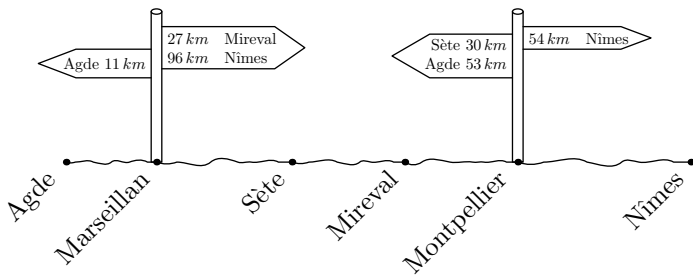 Agde 11 km
27 km Mireval
96 km Nîmes
Sète 30 km
Agde 53 km
54 km Nîmes
Agde
Marseillan
Sète
Mireval
Montpellier
Nîmes